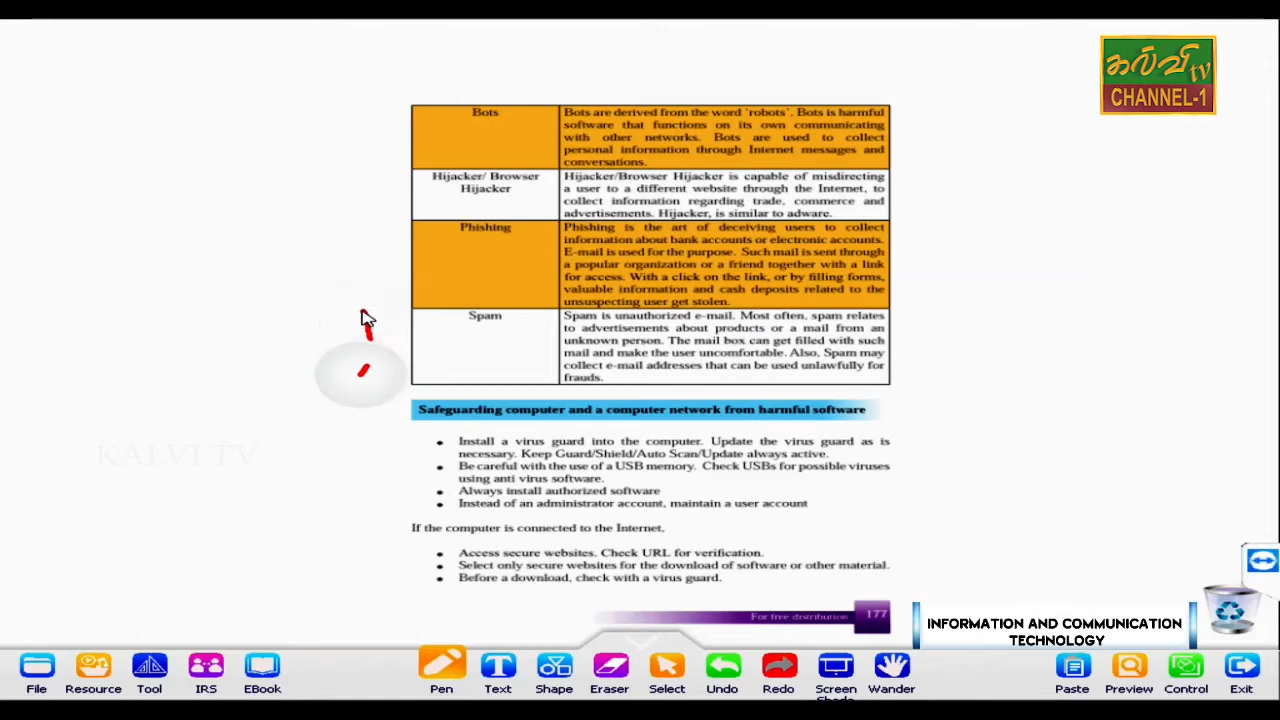 கல்வி tv
CHANNEL-1
Bots
Bots are derived from the word 'robots'. Bots is harmful
software that functions on its own communicating
with other networks. Bots are used to collect
personal information through Internet messages and
conversations.
Hijacker/ Browser
Hijacker
Hijacker/Browser Hijacker is capable of misdirecting
a user to a different website through the Internet, to
collect information regarding trade, commerce and
advertisements. Hijacker, is similar to adware.
Phishing
Phishing is the art of deceiving users to collect
information about bank accounts or electronic accounts.
E-mail is used for the purpose. Such mail is sent through
a popular organization or a friend together with a link
for access. With a click on the link, or by filling forms,
valuable information and cash deposits related to the
unsuspecting user get stolen.
Spam
Spam is unauthorized e-mail. Most often, spam relates
to advertisements about products or a mail from an
unknown person. The mail box can get filled with such
mail and make the user uncomfortable. Also, Spam may
collect e-mail addresses that can be used unlawfully for
frauds.
Safeguarding computer and a computer network from harmful software
• Install a virus guard into the computer. Update the virus guard as is
necessary. Keep Guard/Shield/Auto Scan/Update always active.
• Be careful with the use of a USB memory. Check USBs for possible viruses
using anti virus software.
• Always install authorized software
• Instead of an administrator account, maintain a user account
If the computer is connected to the Internet,
• Access secure websites. Check URL for verification.
• Select only secure websites for the download of software or other material.
• Before a download, check with a virus guard.
For free distribution 177
KALVI TV
INFORMATION AND COMMUNICATION
TECHNOLOGY
File Resource Tool IRS EBook Pen Text Shape Eraser Select Undo Redo Screen Wander Paste Preview Control Exit